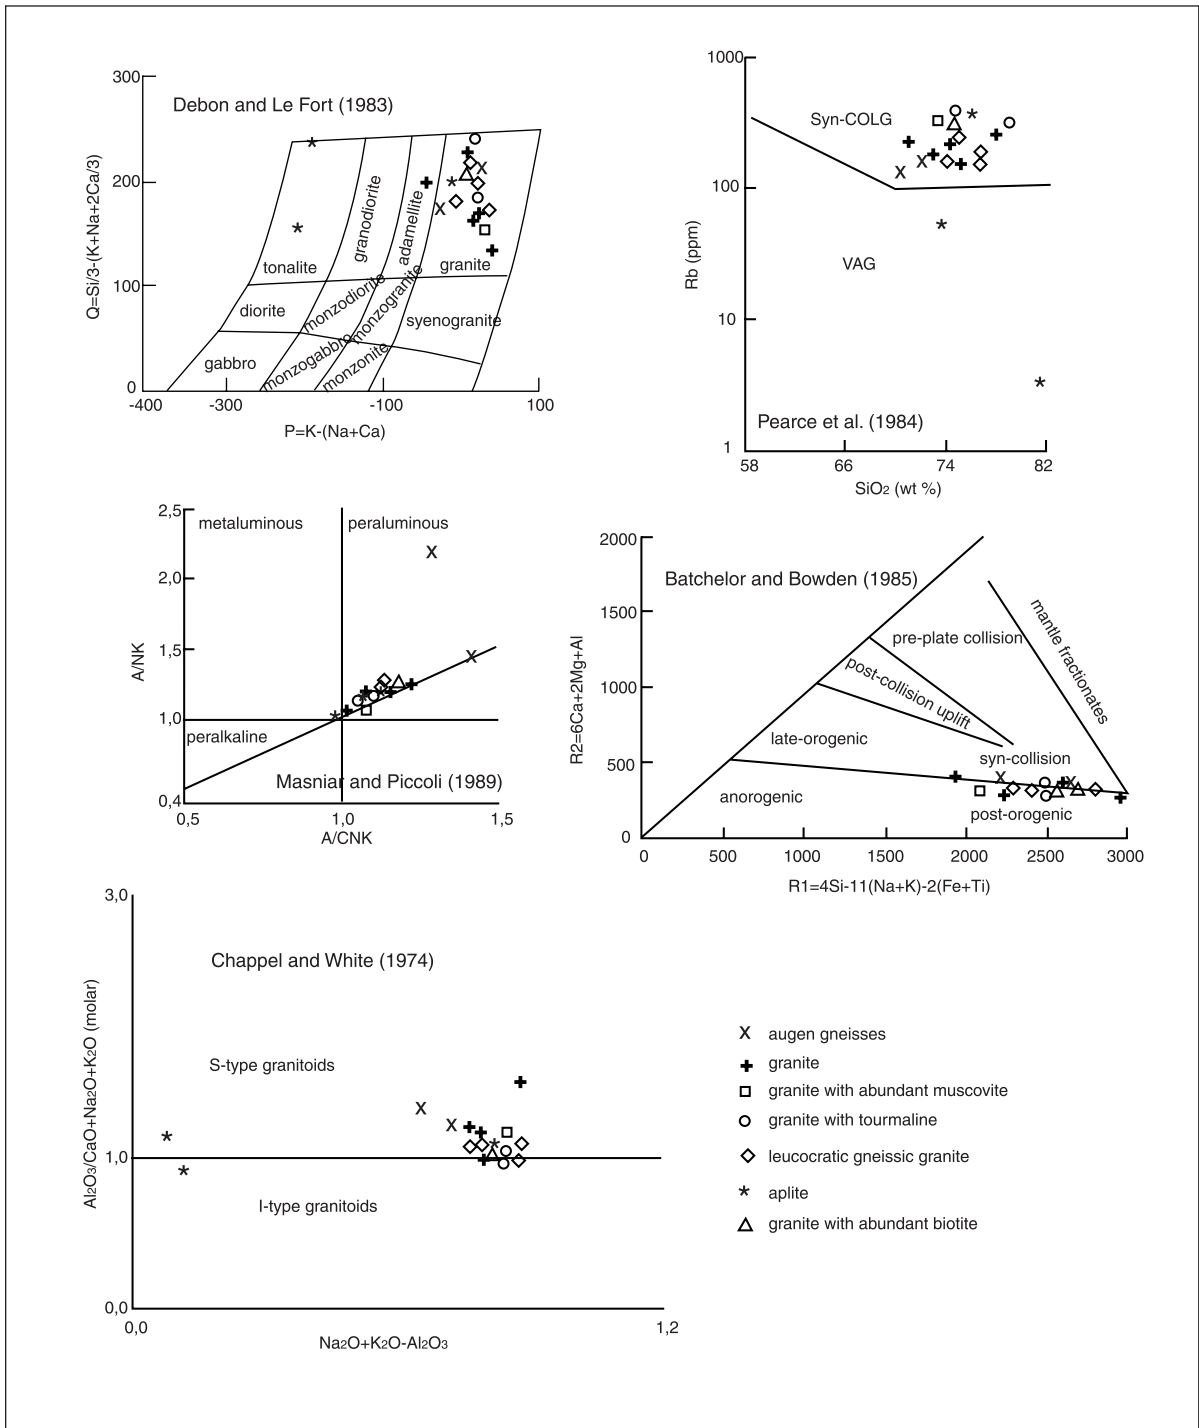 Debon and Le Fort (1983)
300
200
100
0
Q=Si/3-(K+Na+2Ca/3)
tonalite
granodiorite
adamellite
granite
diorite
monzodiorite
monzogranite
syenogranite
gabbro
monzogabbro
monzonite
-400
-300
-100
100
P=K-(Na+Ca)
1000
100
10
1
Rb (ppm)
Syn-COLG
VAG
Pearce et al. (1984)
58
66
74
82
SiO2 (wt %)
2,5
2,0
1,5
1,0
0,4
A/NK
metaluminous
peraluminous
peralkaline
Masniar and Piccoli (1989)
0,5
1,0
1,5
A/CNK
2000
1500
1000
500
0
R2=6Ca+2Mg+Al
Batchelor and Bowden (1985)
pre-plate collision
mantle fractionates
post-collision uplift
late-orogenic
syn-collision
anorogenic
post-orogenic
0
500
1000
1500
2000
2500
3000
R1=4Si-11(Na+K)-2(Fe+Ti)
3,0
1,0
0,0
Al2O3/CaO+Na2O+K2O (molar)
Chappel and White (1974)
S-type granitoids
I-type granitoids
0,0
1,2
Na2O+K2O-Al2O3
augen gneisses
granite
granite with abundant muscovite
granite with tourmaline
leucocratic gneissic granite
aplite
granite with abundant biotite